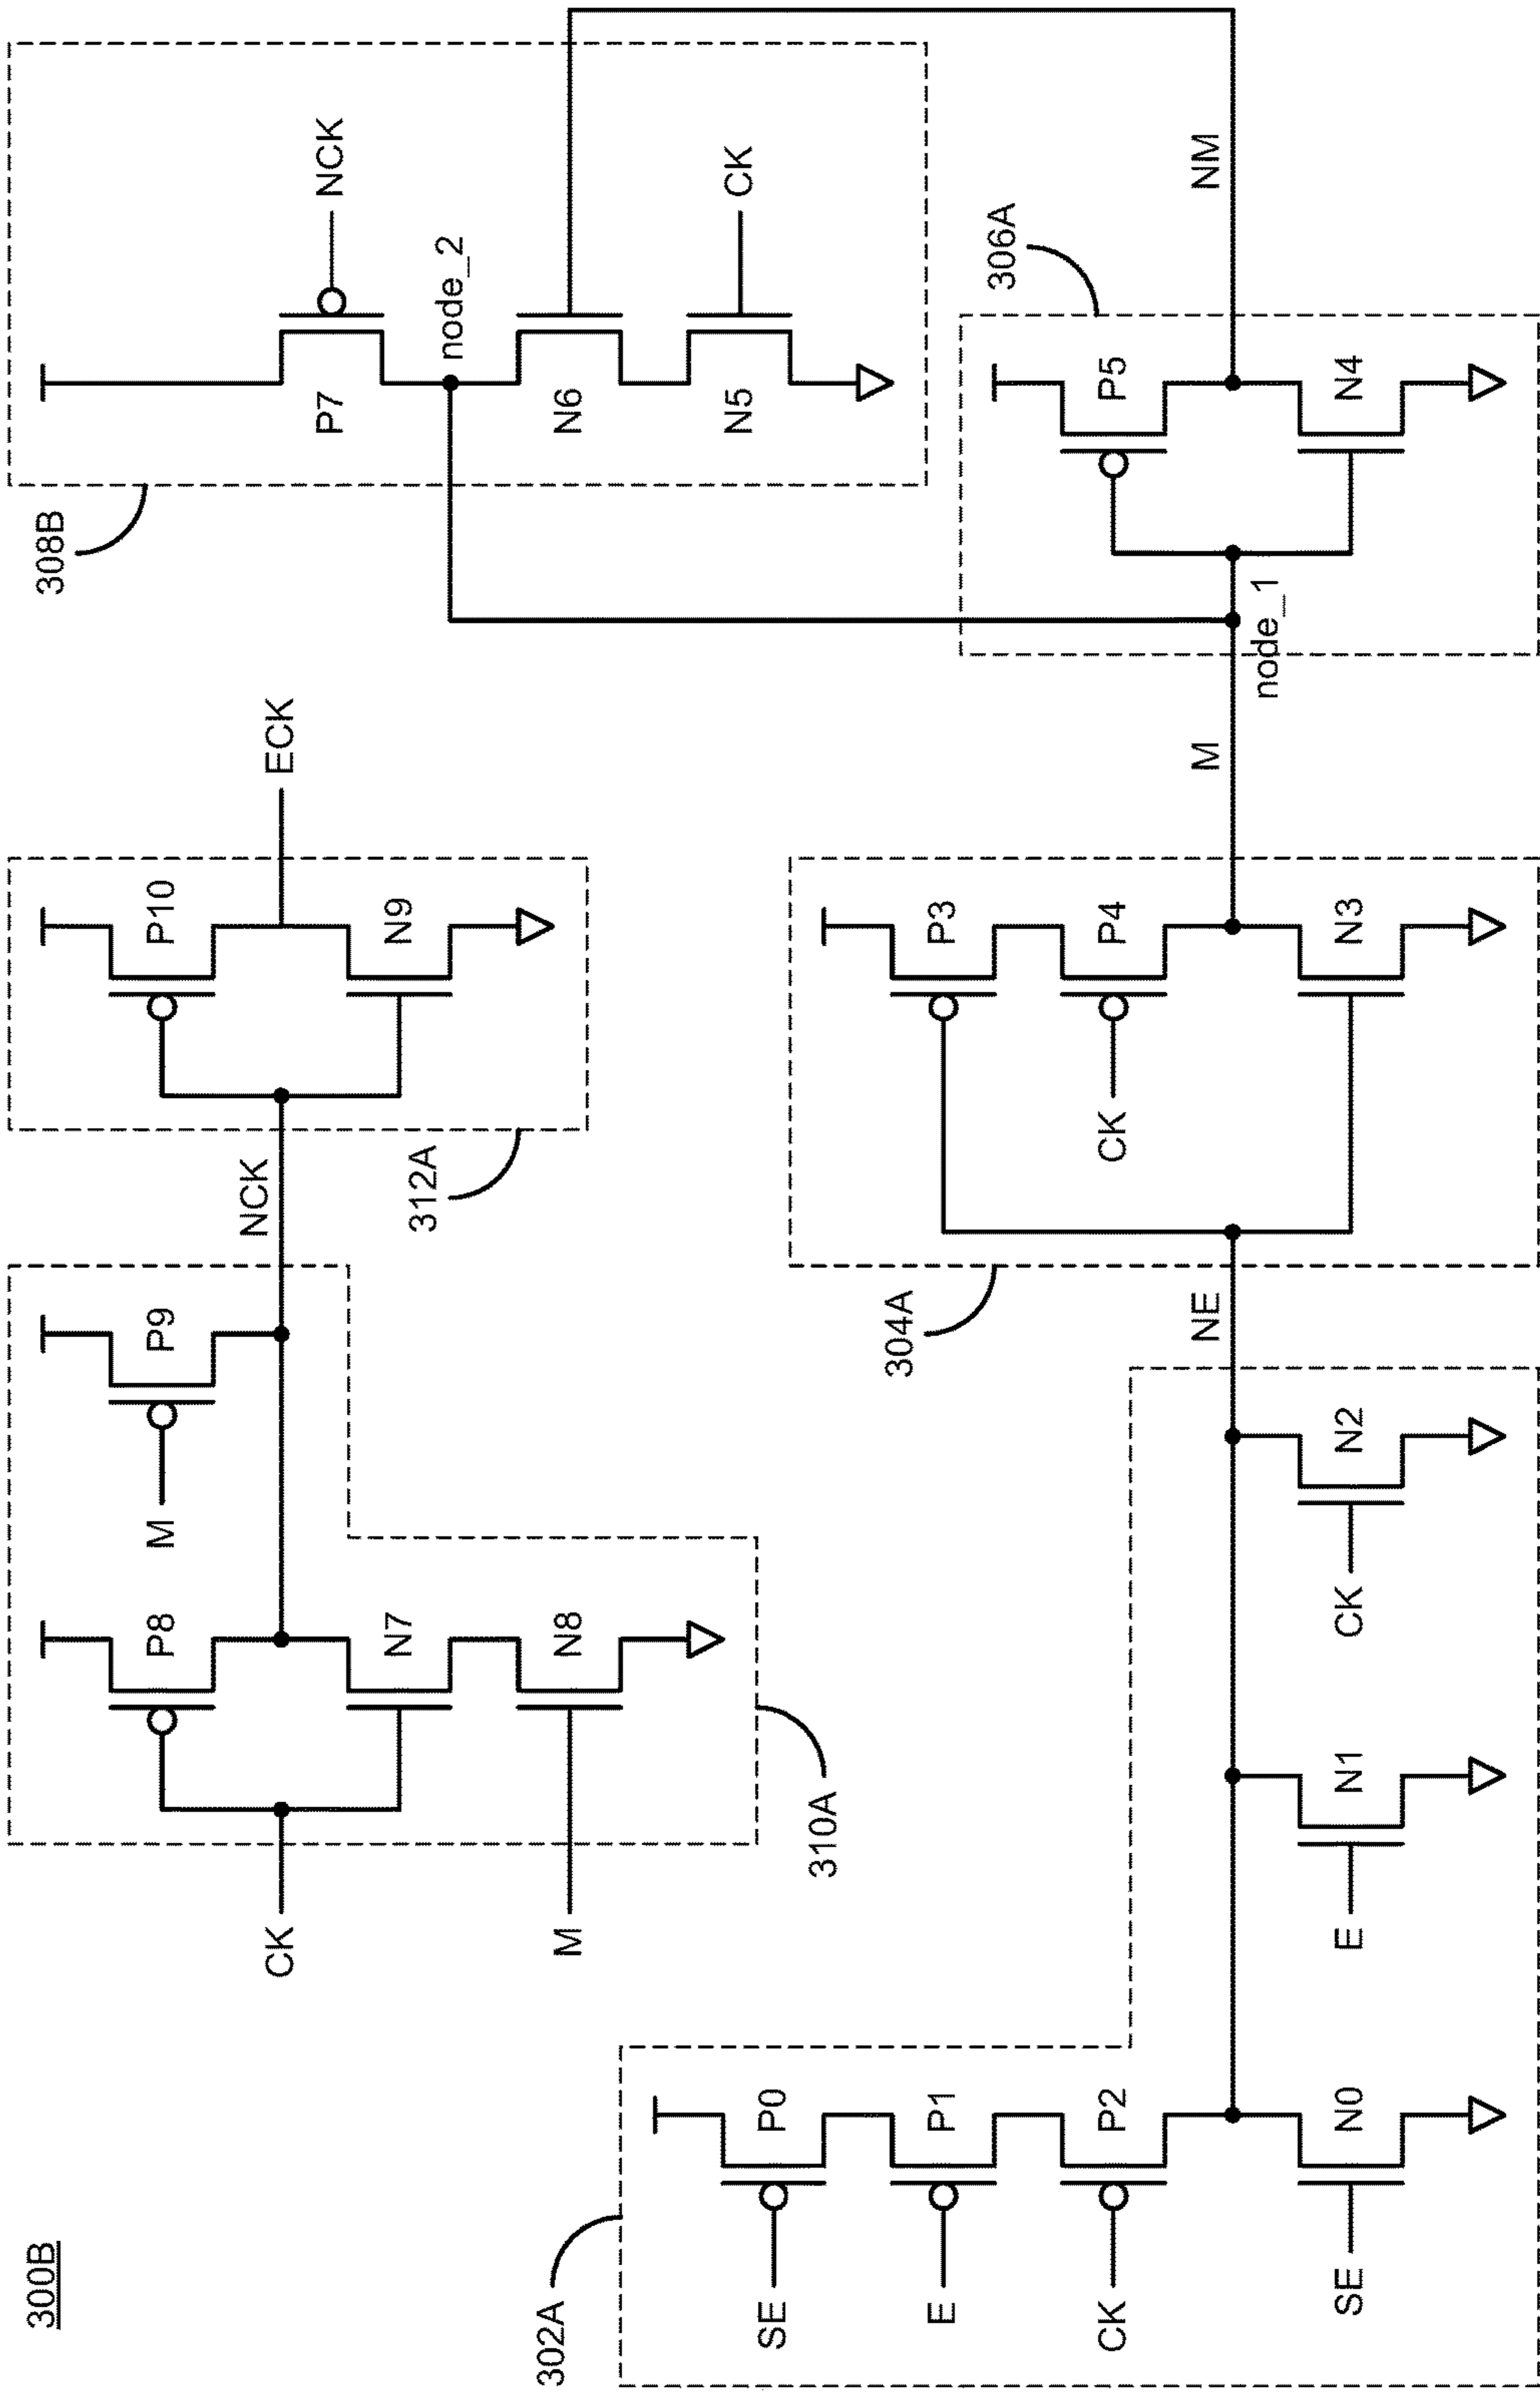 300B
CK
M
310A
P8
N7
N8
M
P9
NCK
312A
P10
N9
ECK
308B
P7
NCK
node_2
N6
N5
CK
302A
SE
E
CK
SE
P0
P1
P2
N0
E
N1
CK
N2
NE
304A
CK
P3
P4
N3
M
node_1
306A
P5
N4
NM